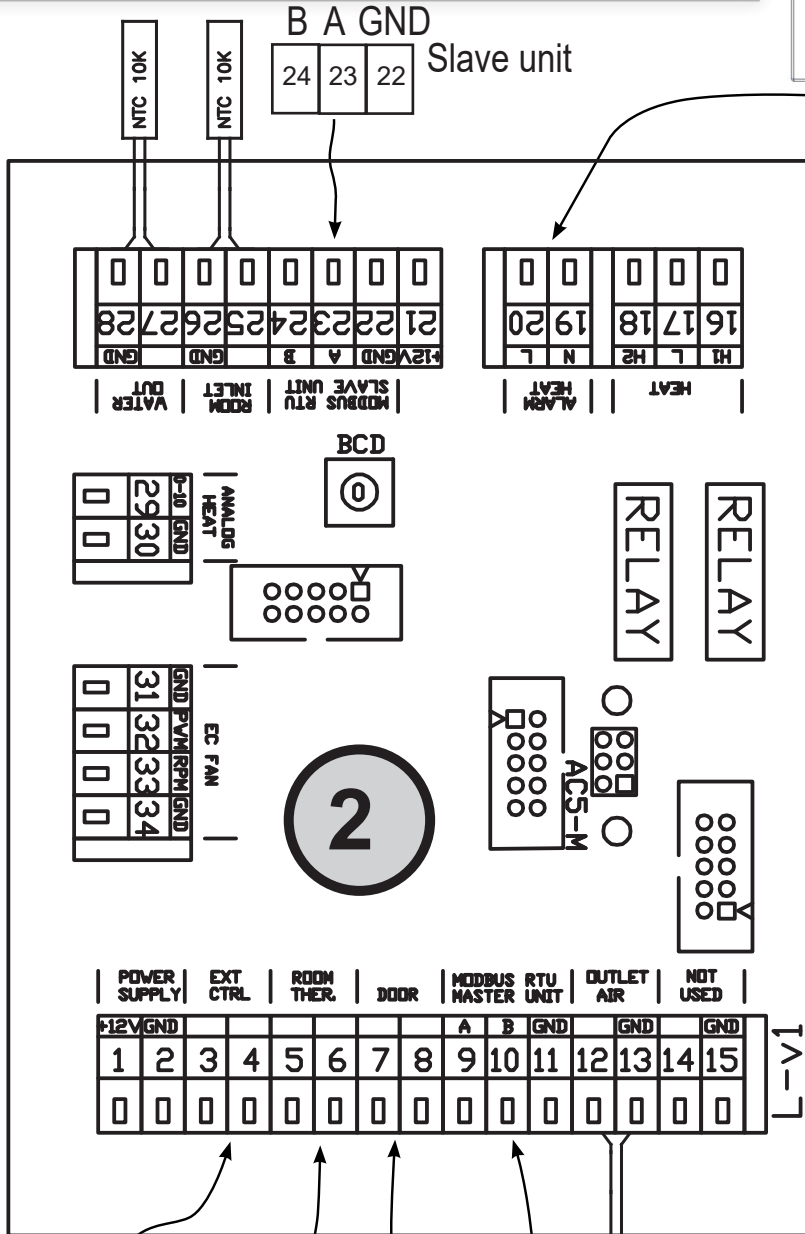 B A GND
24 23 22 Slave unit
NTC 10K
NTC 10K
28 27 26 25 24 23 22 21
GND GND B A GND +12V
WATER OUT
ROOM INLET
MODBUS RTU SLAVE UNIT
20 19 18 17 16
L N H2 L H1
ALARM HEAT
HEAT
BCD
0
29 0-10
30 GND
ANALOG HEAT
RELAY
RELAY
31 GND
32 PWM
33 RPM
34 GND
EC FAN
2
AC5-M
POWER SUPPLY
EXT CTRL
ROOM THER.
DOOR
MODBUS RTU MASTER UNIT
OUTLET AIR
NOT USED
+12V GND A B GND GND GND
1 2 3 4 5 6 7 8 9 10 11 12 13 14 15
L-v1